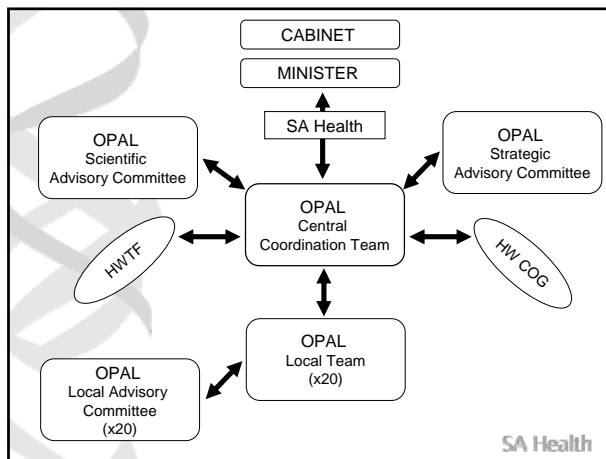 CABINET
MINISTER
SA Health
OPAL
Scientific
Advisory Committee
OPAL
Strategic
Advisory Committee
OPAL
Central
Coordination Team
HWTF
HW COG
OPAL
Local Team
(x20)
OPAL
Local Advisory
Committee
(x20)
SA Health